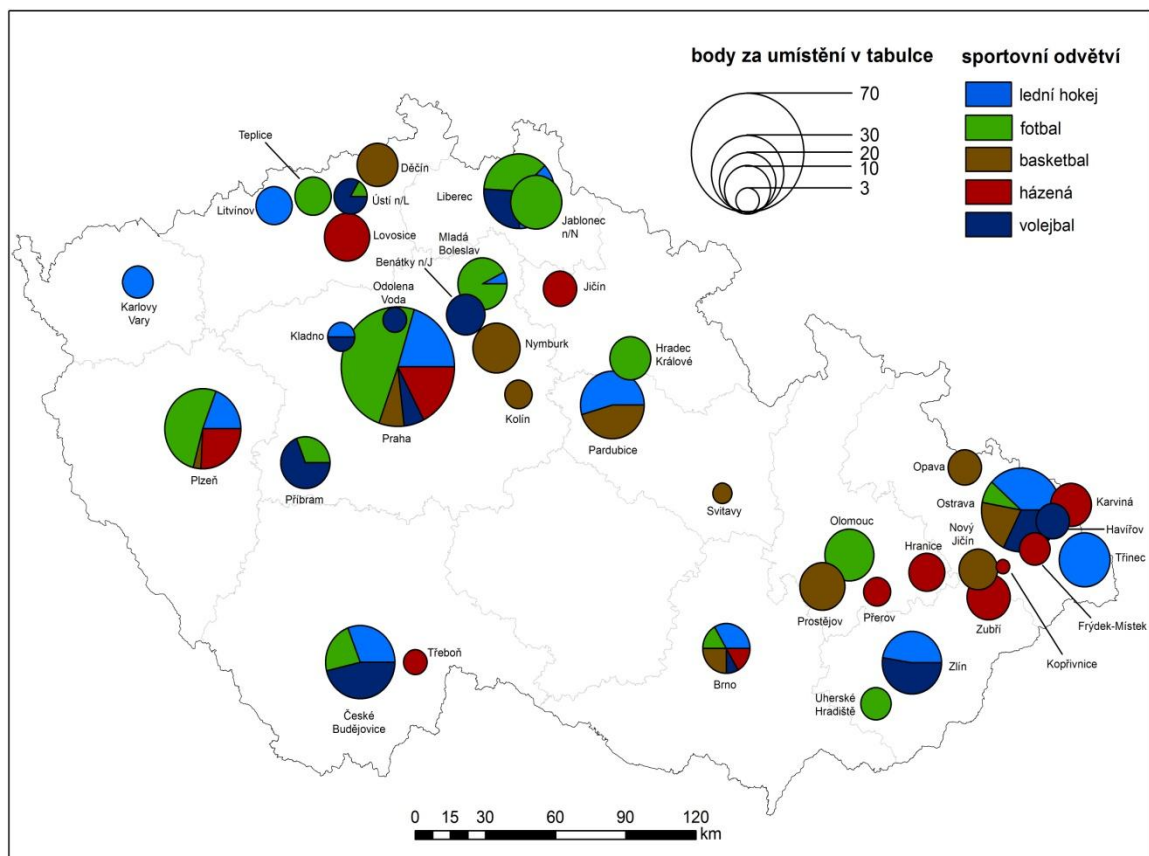 body za umístění v tabulce
70
30
20
10
3
sportovní odvětví
lední hokej
fotbal
basketbal
házená
volejbal
Teplice
Děčín
Litvínov
Ústí n/L
Lovosice
Liberec
Jablonec
n/N
Mladá
Boleslav
Benátky n/J
Jičín
Karlovy
Vary
Odolena
Voda
Kladno
Nymburk
Hradec
Králové
Kolín
Praha
Pardubice
Plzeň
Příbram
Svitavy
Opava
Ostrava
Karviná
Havířov
Nový
Jičín
Třinec
Olomouc
Hranice
Prostějov
Přerov
Zubří
Frýdek-Místek
Kopřivnice
Třeboň
České
Budějovice
Brno
Zlín
Uherské
Hradiště
0 15 30 60 90 120
km